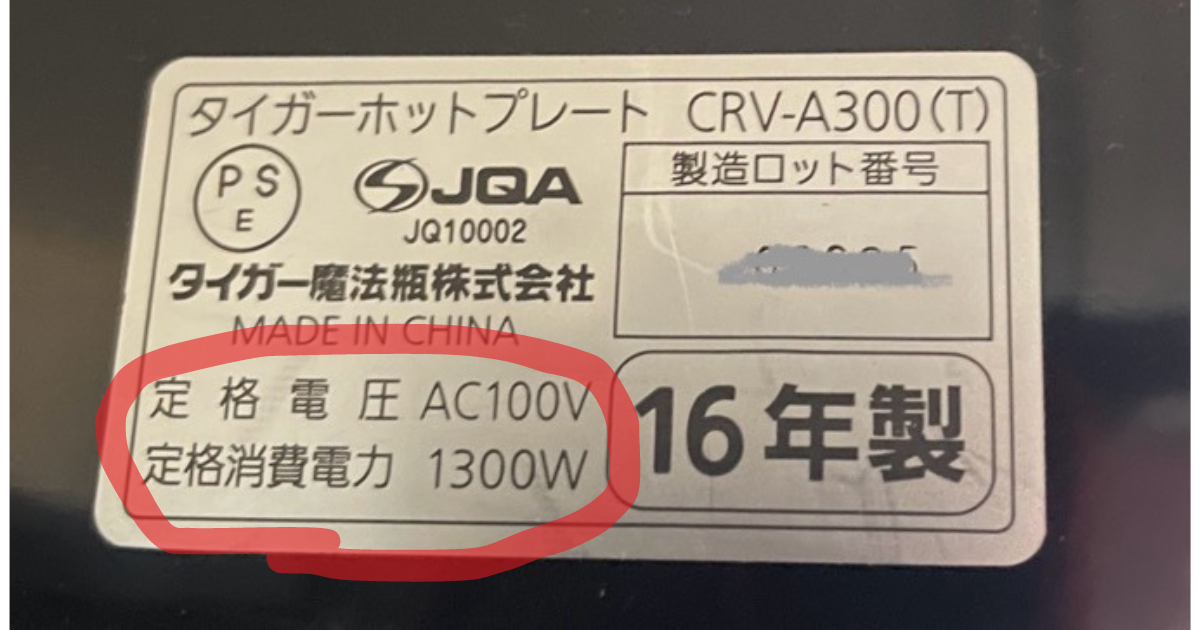 タイガーホットプレート CRV-A300(T)
PS
E
JQA
JQ10002
製造ロット番号
タイガー魔法瓶株式会社
MADE IN CHINA
定格電圧 AC100V
定格消費電力 1300W
16年製